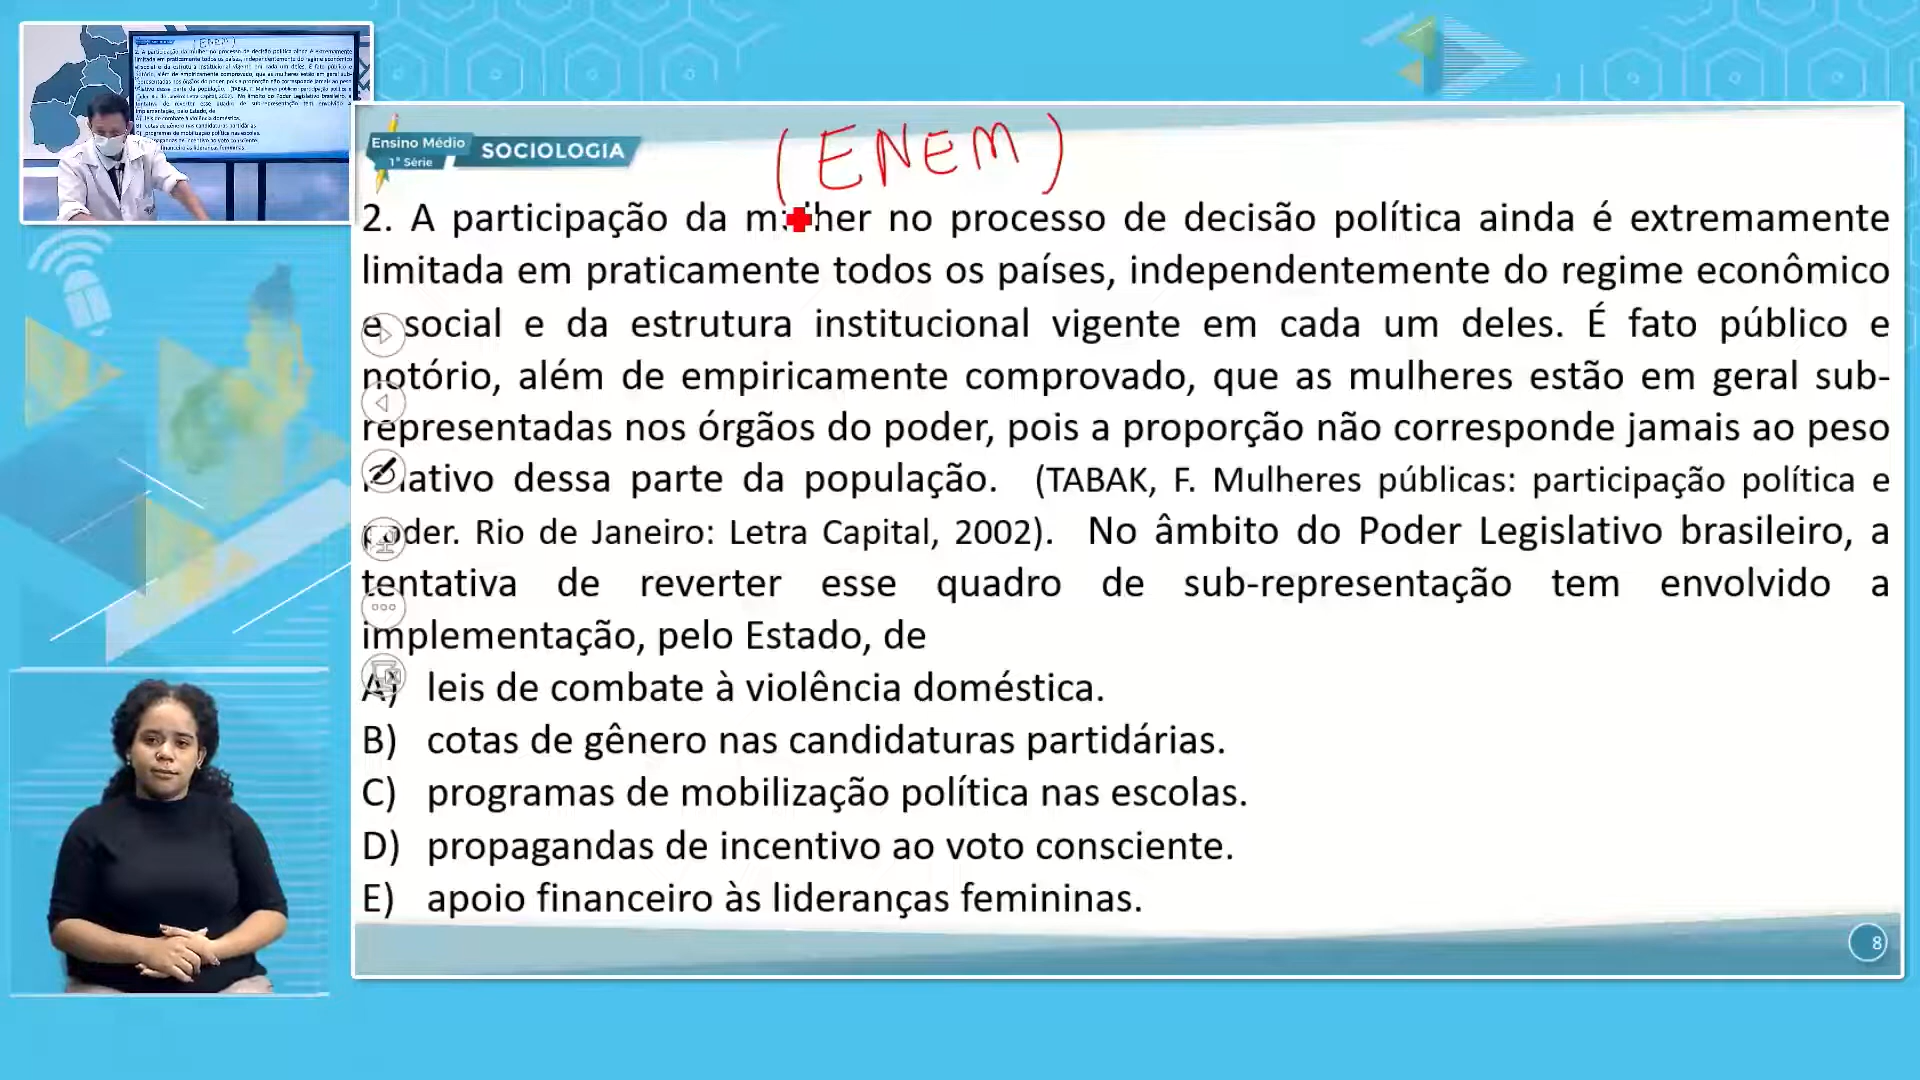 Ensino Médio
1ª Série
SOCIOLOGIA
(ENEM)
2. A participação da mulher no processo de decisão política ainda é extremamente
limitada em praticamente todos os países, independentemente do regime econômico
e social e da estrutura institucional vigente em cada um deles. É fato público e
notório, além de empiricamente comprovado, que as mulheres estão em geral sub-
representadas nos órgãos do poder, pois a proporção não corresponde jamais ao peso
relativo dessa parte da população. (TABAK, F. Mulheres públicas: participação política e
poder. Rio de Janeiro: Letra Capital, 2002). No âmbito do Poder Legislativo brasileiro, a
tentativa de reverter esse quadro de sub-representação tem envolvido a
implementação, pelo Estado, de
A) leis de combate à violência doméstica.
B) cotas de gênero nas candidaturas partidárias.
C) programas de mobilização política nas escolas.
D) propagandas de incentivo ao voto consciente.
E) apoio financeiro às lideranças femininas.
8